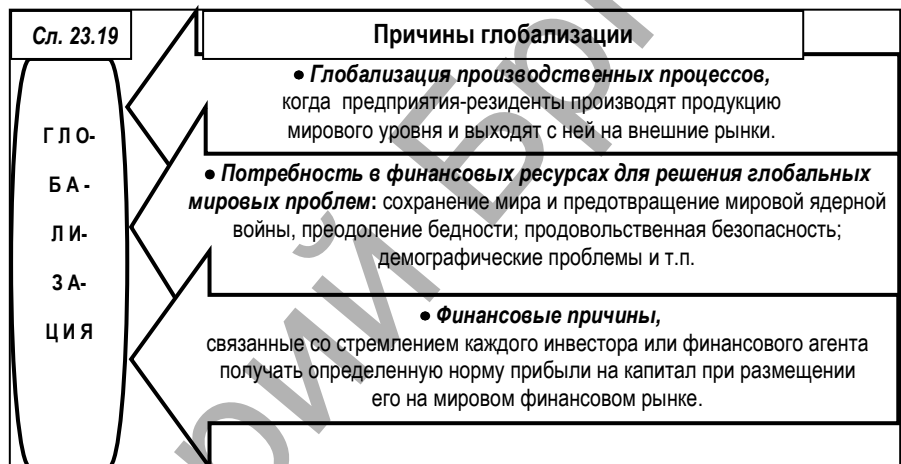 Сл. 23.19
Причины глобализации
Г Л О-
Б А -
Л И-
З А-
Ц И Я
● Глобализация производственных процессов,
когда предприятия-резиденты производят продукцию
мирового уровня и выходят с ней на внешние рынки.
● Потребность в финансовых ресурсах для решения глобальных
мировых проблем: сохранение мира и предотвращение мировой ядерной
войны, преодоление бедности; продовольственная безопасность;
демографические проблемы и т.п.
● Финансовые причины,
связанные со стремлением каждого инвестора или финансового агента
получать определенную норму прибыли на капитал при размещении
его на мировом финансовом рынке.